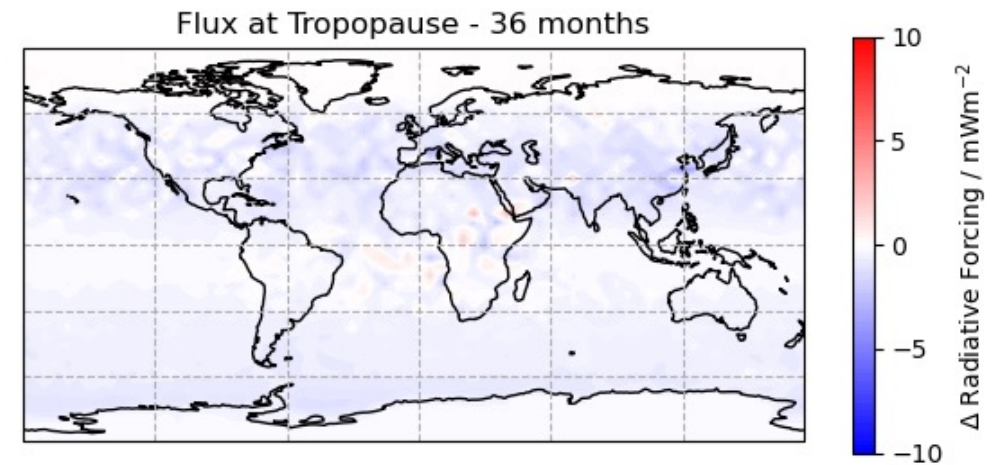 Flux at Tropopause - 36 months
10
5
0
−5
−10
Δ Radiative Forcing / mWm⁻²